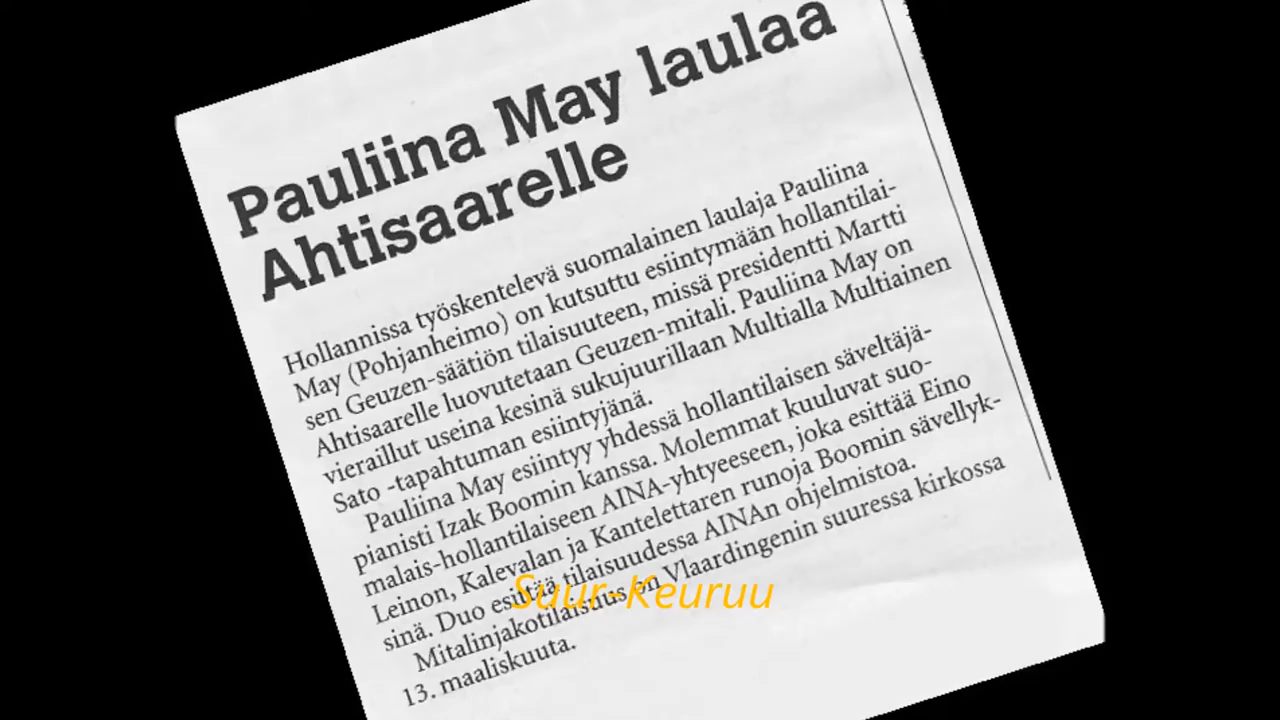 Pauliina May laulaa
Ahtisaarelle
Hollannissa työskentelevä suomalainen laulaja Pauliina
May (Pohjanheimo) on kutsuttu esiintymään hollantilai-
sen Geuzen-säätiön tilaisuuteen, missä presidentti Martti
Ahtisaarelle luovutetaan Geuzen-mitali. Pauliina May on
vieraillut useina kesinä sukujuurillaan Multialla Multiainen
Sato -tapahtuman esiintyjänä.
Pauliina May esiintyy yhdessä hollantilaisen säveltäjä-
pianisti Izak Boomin kanssa. Molemmat kuuluvat suo-
malais-hollantilaiseen AINA-yhtyeeseen, joka esittää Eino
Leinon, Kalevalan ja Kantelettaren runoja Boomin sävellyk-
sinä. Duo esittää tilaisuudessa AINAn ohjelmistoa.
Mitalinjakotilaisuus on Vlaardingenin suuressa kirkossa
13. maaliskuuta.
Suur-Keuruu